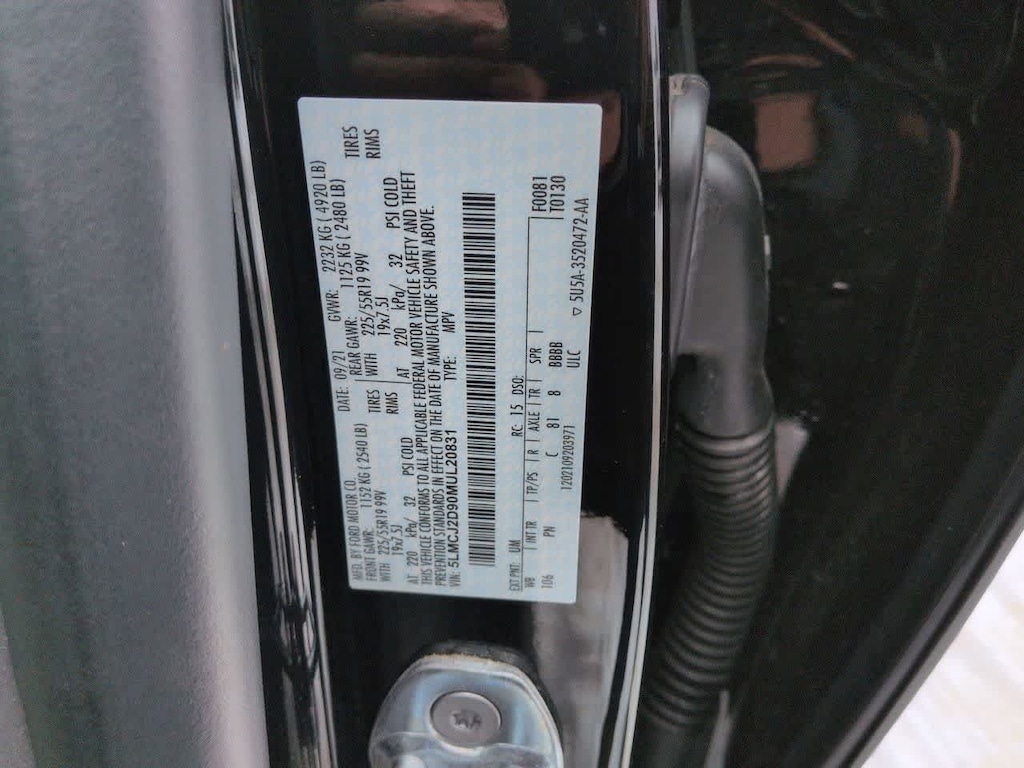 MFD. BY FORD MOTOR CO. DATE: 09/21 GVWR: 2232 KG ( 4920 LB)
FRONT GAWR: 1152 KG ( 2540 LB) REAR GAWR: 1125 KG ( 2480 LB)
WITH 225/55R19 99V TIRES WITH 225/55R19 99V TIRES
19x7.5J RIMS 19x7.5J RIMS
AT 220 kPa/ 32 PSI COLD AT 220 kPa/ 32 PSI COLD
THIS VEHICLE CONFORMS TO ALL APPLICABLE FEDERAL MOTOR VEHICLE SAFETY AND THEFT
PREVENTION STANDARDS IN EFFECT ON THE DATE OF MANUFACTURE SHOWN ABOVE.
VIN: 5LMCJ2D90MUL20831 TYPE: MPV
EXT PNT: UM RC: 15 DSO: F0081
WB INT TR TP/PS R AXLE TR SPR T0130
T06 PN C 81 8 BBBB
1202109203971 ULC 5U5A-3520472-AA